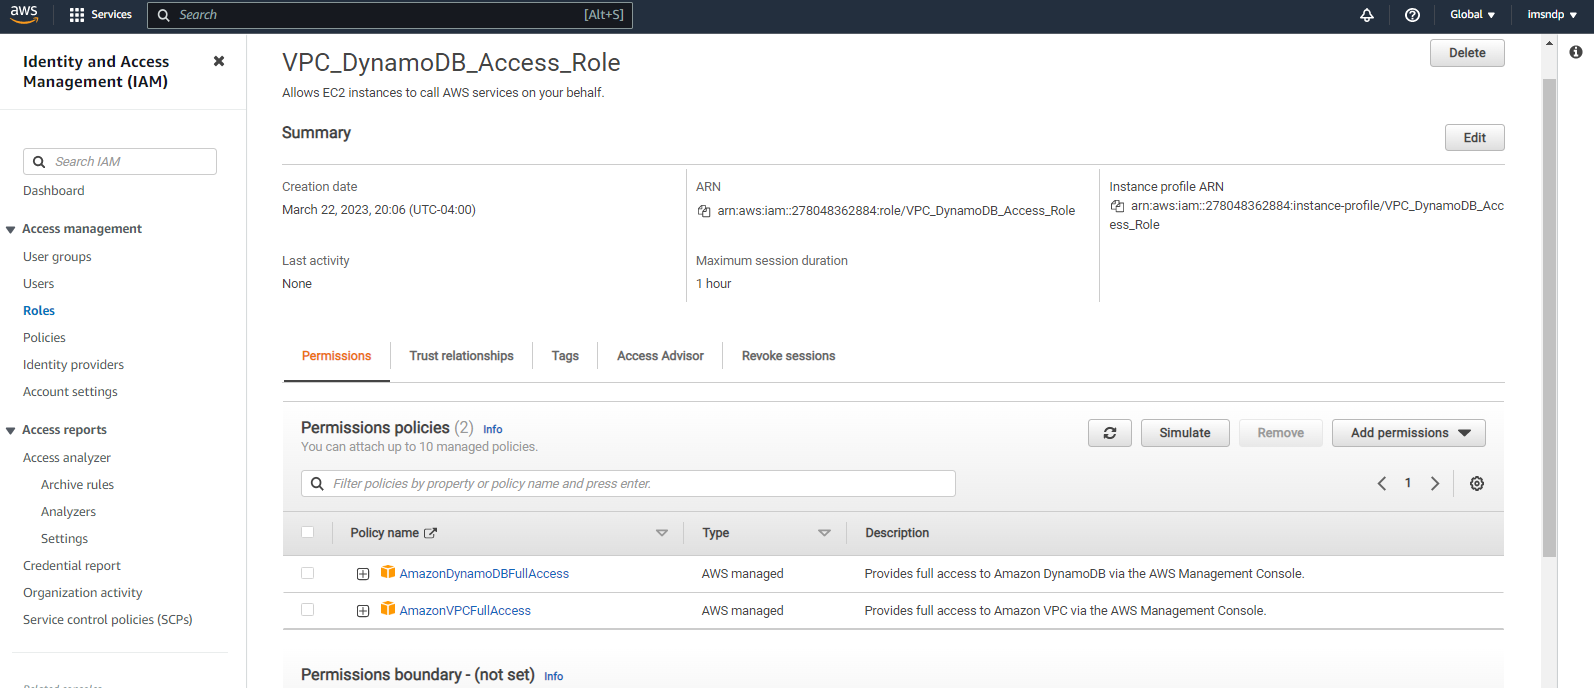 aws
Services
Search
[Alt+S]
Global
imsndp
Identity and Access
Management (IAM)
Search IAM
Dashboard
Access management
User groups
Users
Roles
Policies
Identity providers
Account settings
Access reports
Access analyzer
Archive rules
Analyzers
Settings
Credential report
Organization activity
Service control policies (SCPs)
VPC_DynamoDB_Access_Role
Delete
Allows EC2 instances to call AWS services on your behalf.
Summary
Edit
Creation date
March 22, 2023, 20:06 (UTC-04:00)
ARN
arn:aws:iam::278048362884:role/VPC_DynamoDB_Access_Role
Instance profile ARN
arn:aws:iam::278048362884:instance-profile/VPC_DynamoDB_Acc
ess_Role
Last activity
None
Maximum session duration
1 hour
Permissions
Trust relationships
Tags
Access Advisor
Revoke sessions
Permissions policies (2) Info
You can attach up to 10 managed policies.
Simulate
Remove
Add permissions
Filter policies by property or policy name and press enter.
1
Policy name
Type
Description
AmazonDynamoDBFullAccess
AWS managed
Provides full access to Amazon DynamoDB via the AWS Management Console.
AmazonVPCFullAccess
AWS managed
Provides full access to Amazon VPC via the AWS Management Console.
Permissions boundary - (not set) Info